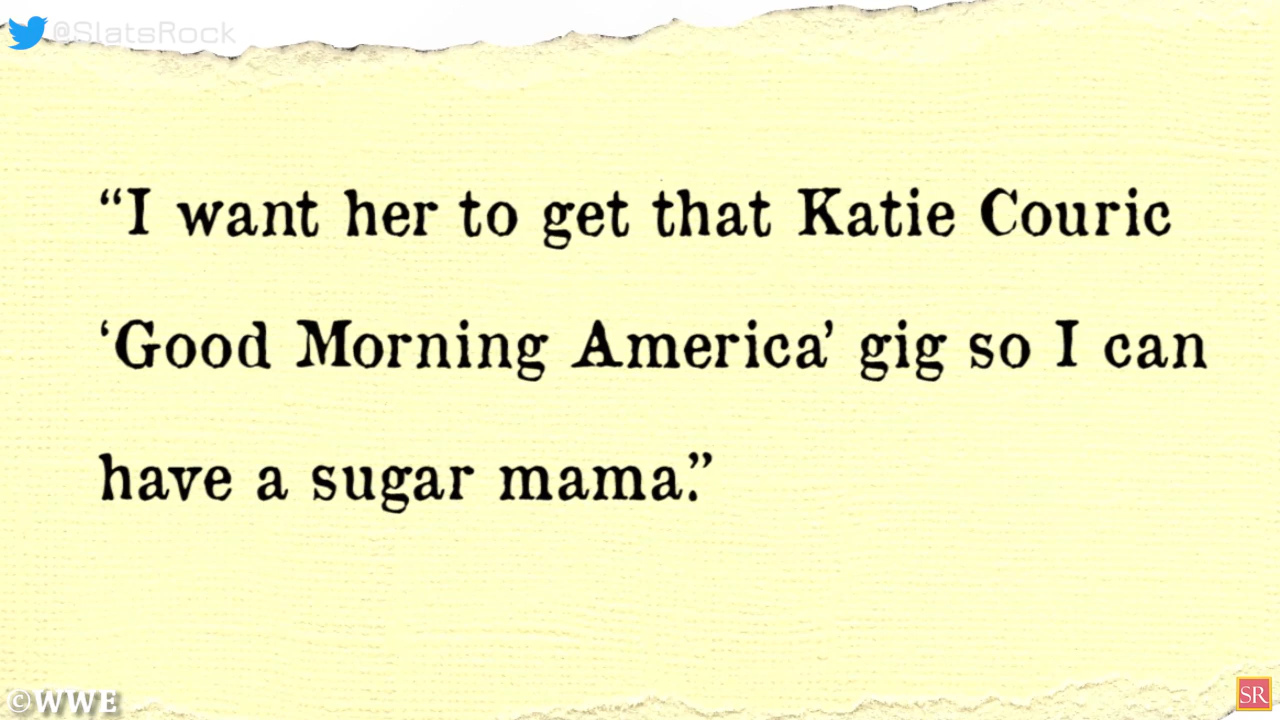 @SlatsRock
“I want her to get that Katie Couric
‘Good Morning America’ gig so I can
have a sugar mama.”
©WWE
SR